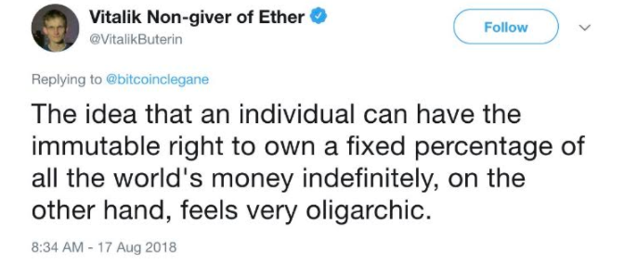 Vitalik Non-giver of Ether
@VitalikButerin
Follow
Replying to @bitcoinclegane
The idea that an individual can have the
immutable right to own a fixed percentage of
all the world's money indefinitely, on the
other hand, feels very oligarchic.
8:34 AM - 17 Aug 2018